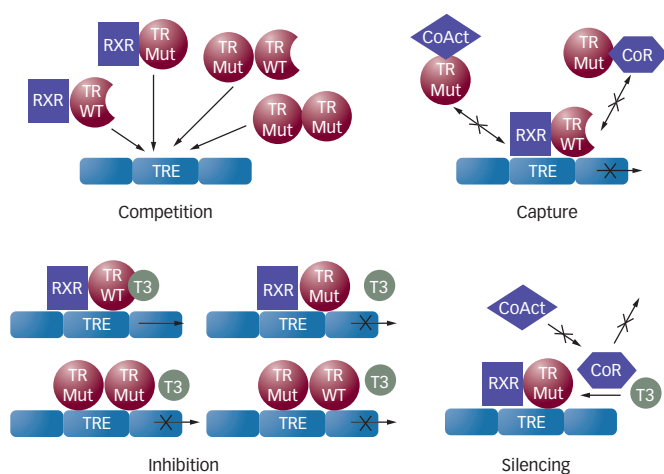 RXR
TR
WT
RXR
TR
Mut
TR
Mut
TR
WT
TR
Mut
TR
Mut
TRE
Competition
CoAct
TR
Mut
TR
Mut
CoR
RXR
TR
WT
TRE
Capture
RXR
TR
WT
T3
TRE
RXR
TR
Mut
T3
TRE
TR
Mut
TR
Mut
T3
TRE
TR
Mut
TR
WT
T3
TRE
Inhibition
CoAct
CoR
RXR
TR
Mut
T3
TRE
Silencing